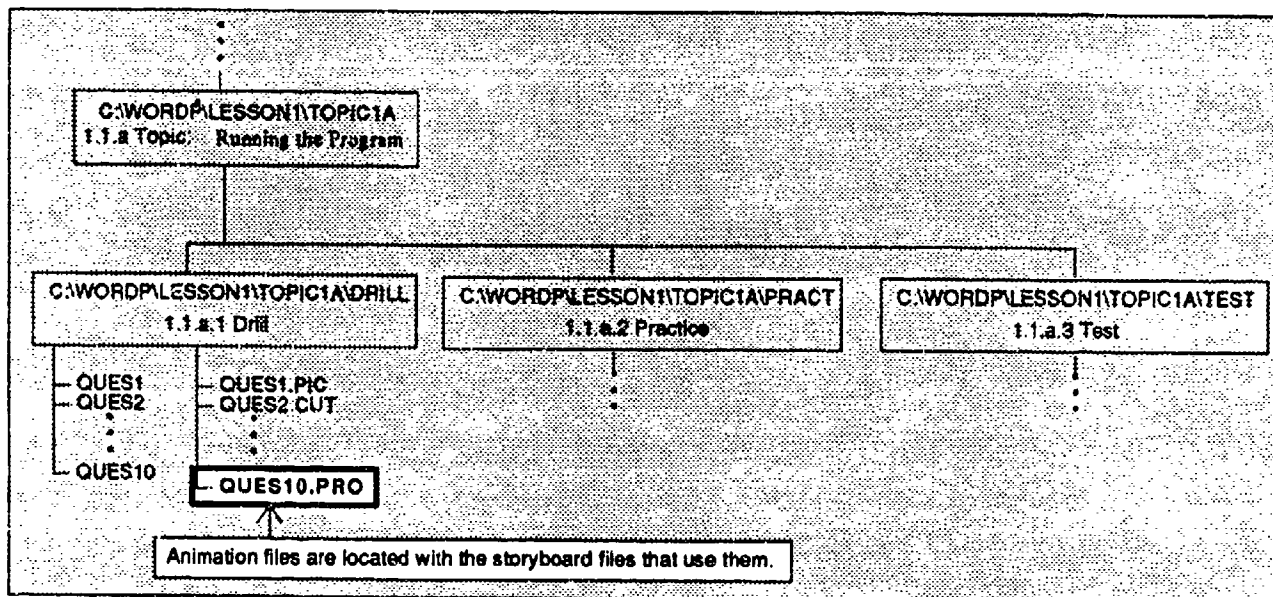 C:\WORDP\LESSON1\TOPIC1A
1.1.a Topic: Running the Program
C:\WORDP\LESSON1\TOPIC1A\DRILL
1.1.a.1 Drill
C:\WORDP\LESSON1\TOPIC1A\PRACT
1.1.a.2 Practice
C:\WORDP\LESSON1\TOPIC1A\TEST
1.1.a.3 Test
QUES1
QUES2
QUES10
QUES1.PIC
QUES2.CUT
QUES10.PRO
Animation files are located with the storyboard files that use them.